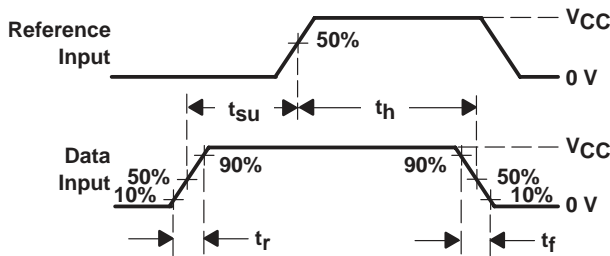 Reference
Input
50%
VCC
0 V
tsu
th
Data
Input
50%
10%
90%
90%
VCC
50%
10%
0 V
tr
tf